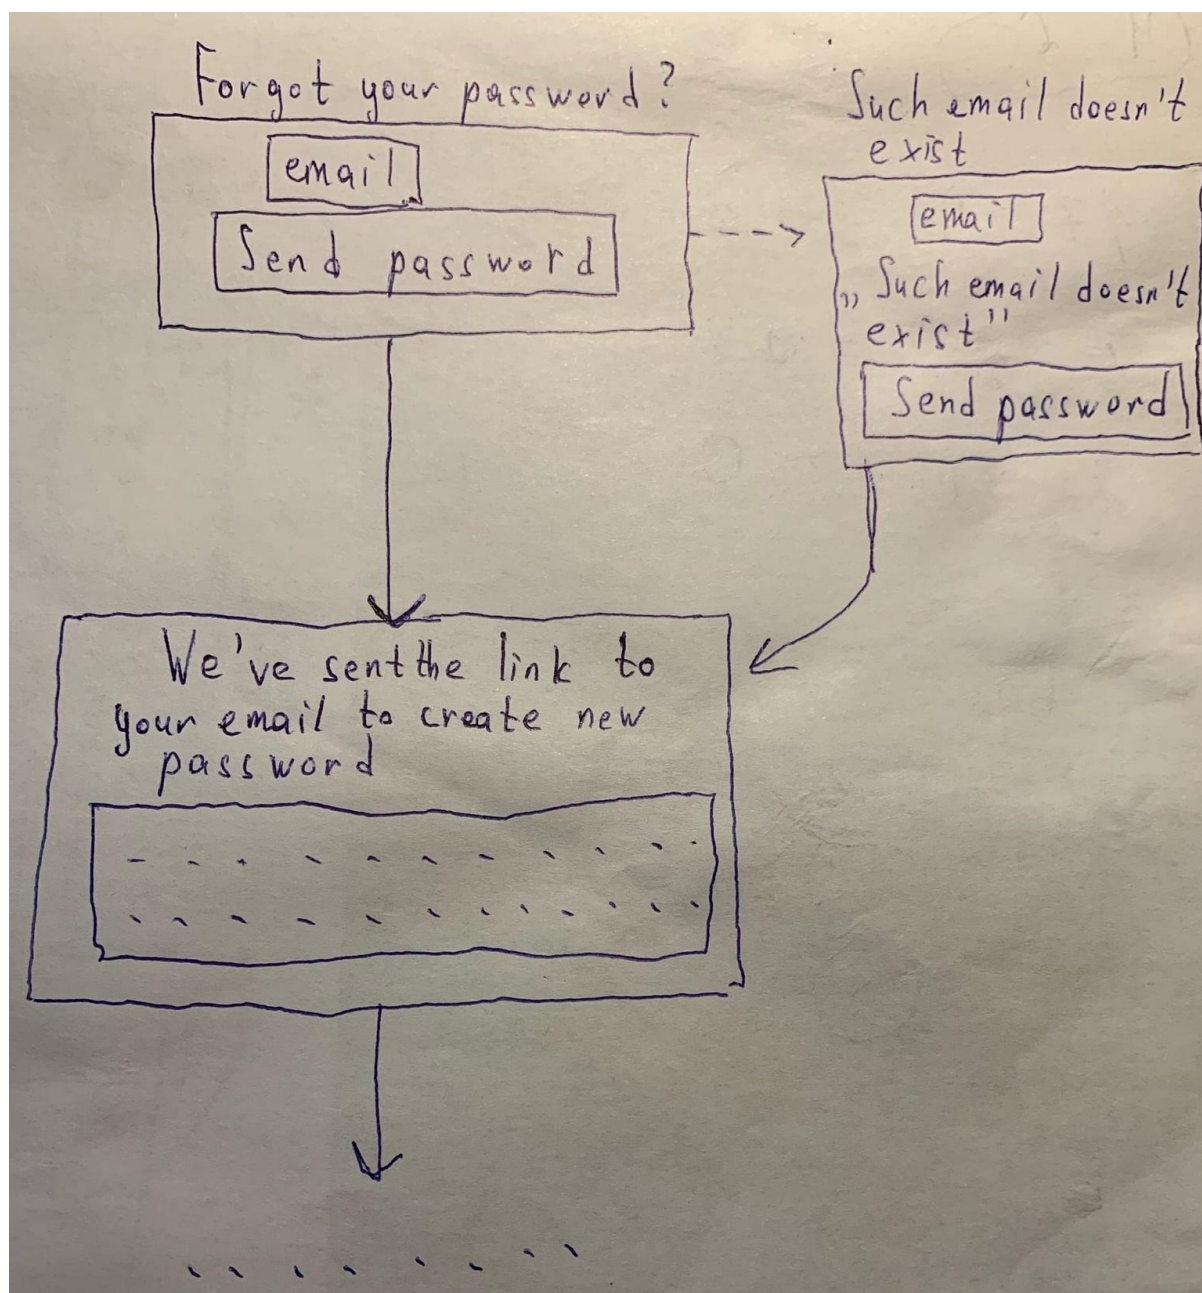 Forgot your password?
email
Send password
Such email doesn't
exist
email
„Such email doesn't
exist"
Send password
We've sent the link to
your email to create new
password